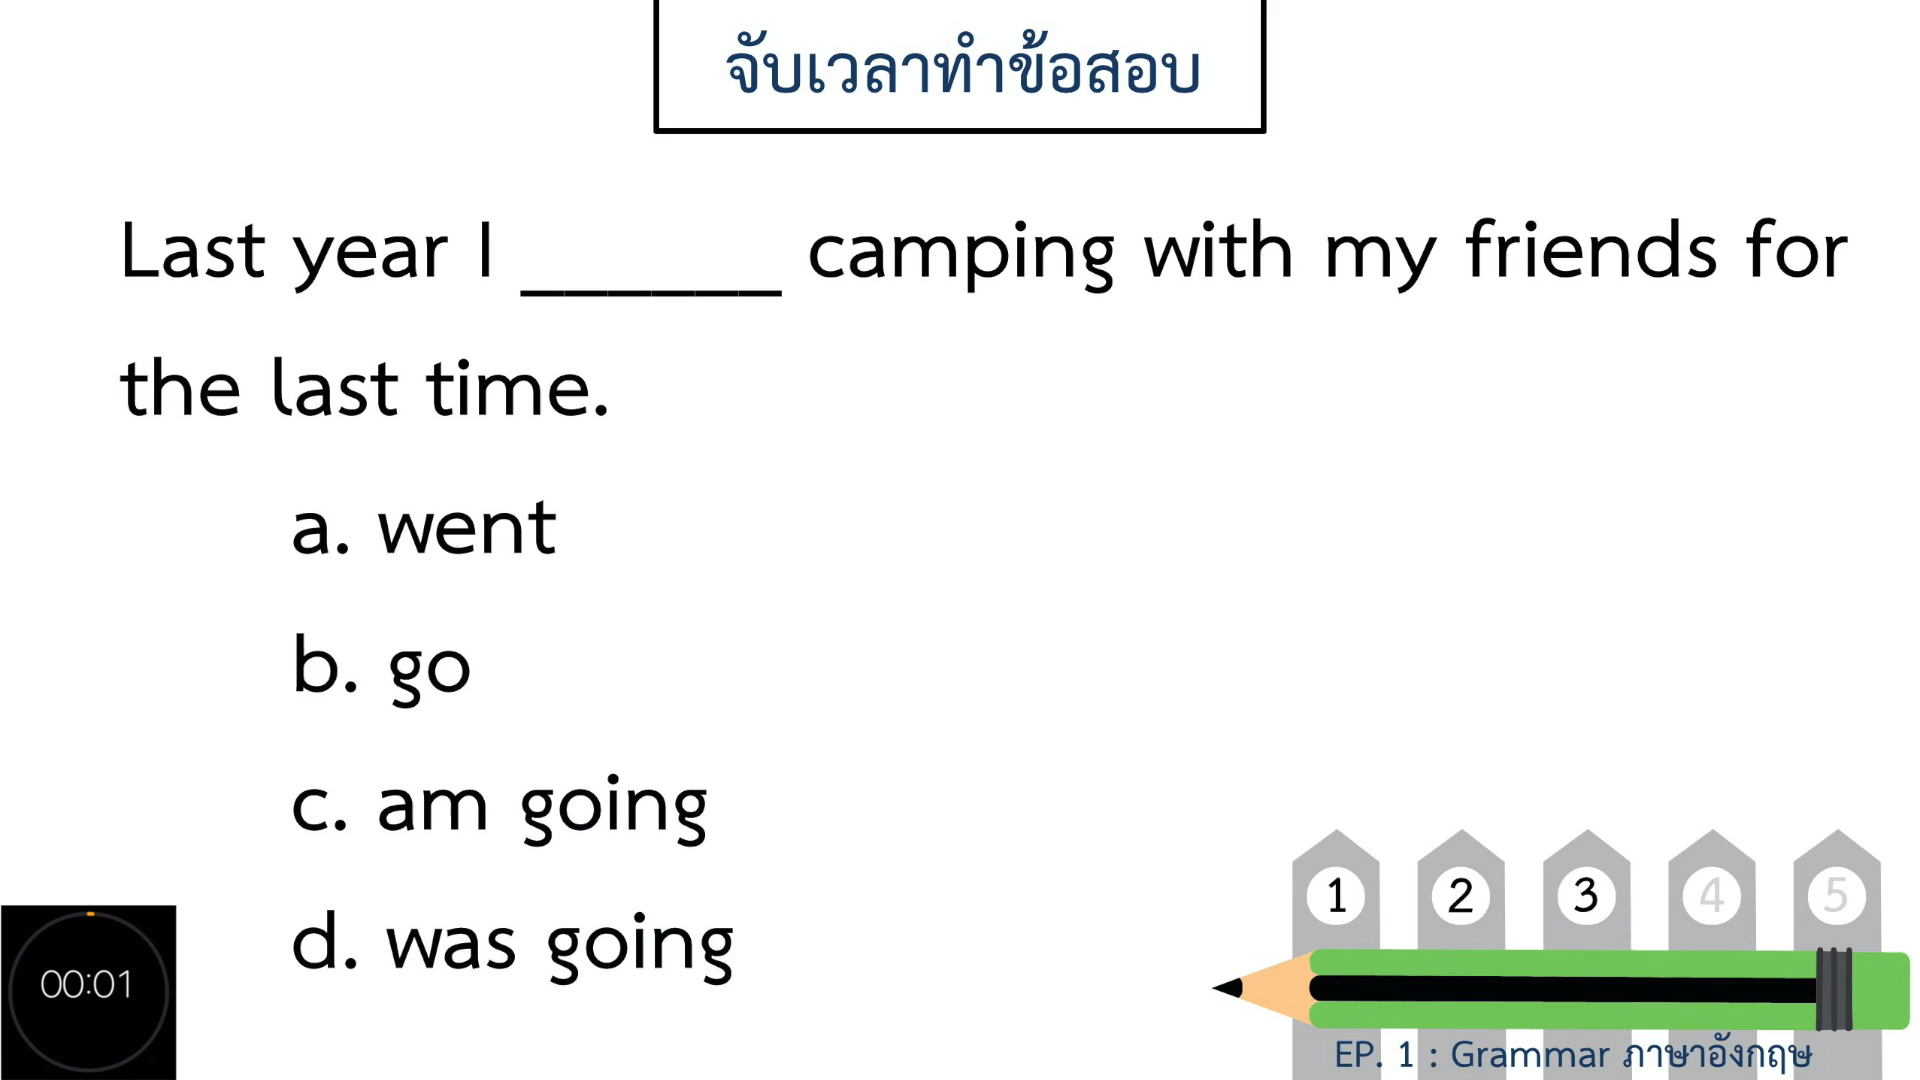 จับเวลาทำข้อสอบ
Last year I ______ camping with my friends for
the last time.
a. went
b. go
c. am going
d. was going
00:01
1 2 3 4 5
EP. 1 : Grammar ภาษาอังกฤษ